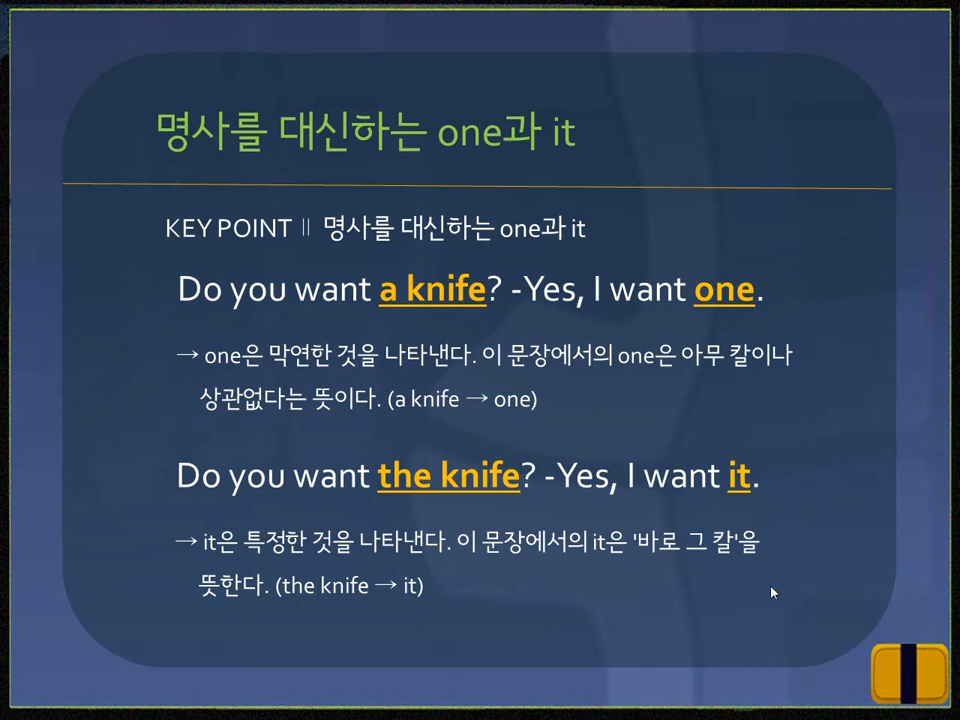 명사를 대신하는 one과 it
KEY POINT Ⅱ 명사를 대신하는 one과 it
Do you want a knife? -Yes, I want one.
→ one은 막연한 것을 나타낸다. 이 문장에서의 one은 아무 칼이나
상관없다는 뜻이다. (a knife → one)
Do you want the knife? -Yes, I want it.
→ it은 특정한 것을 나타낸다. 이 문장에서의 it은 '바로 그 칼'을
뜻한다. (the knife → it)